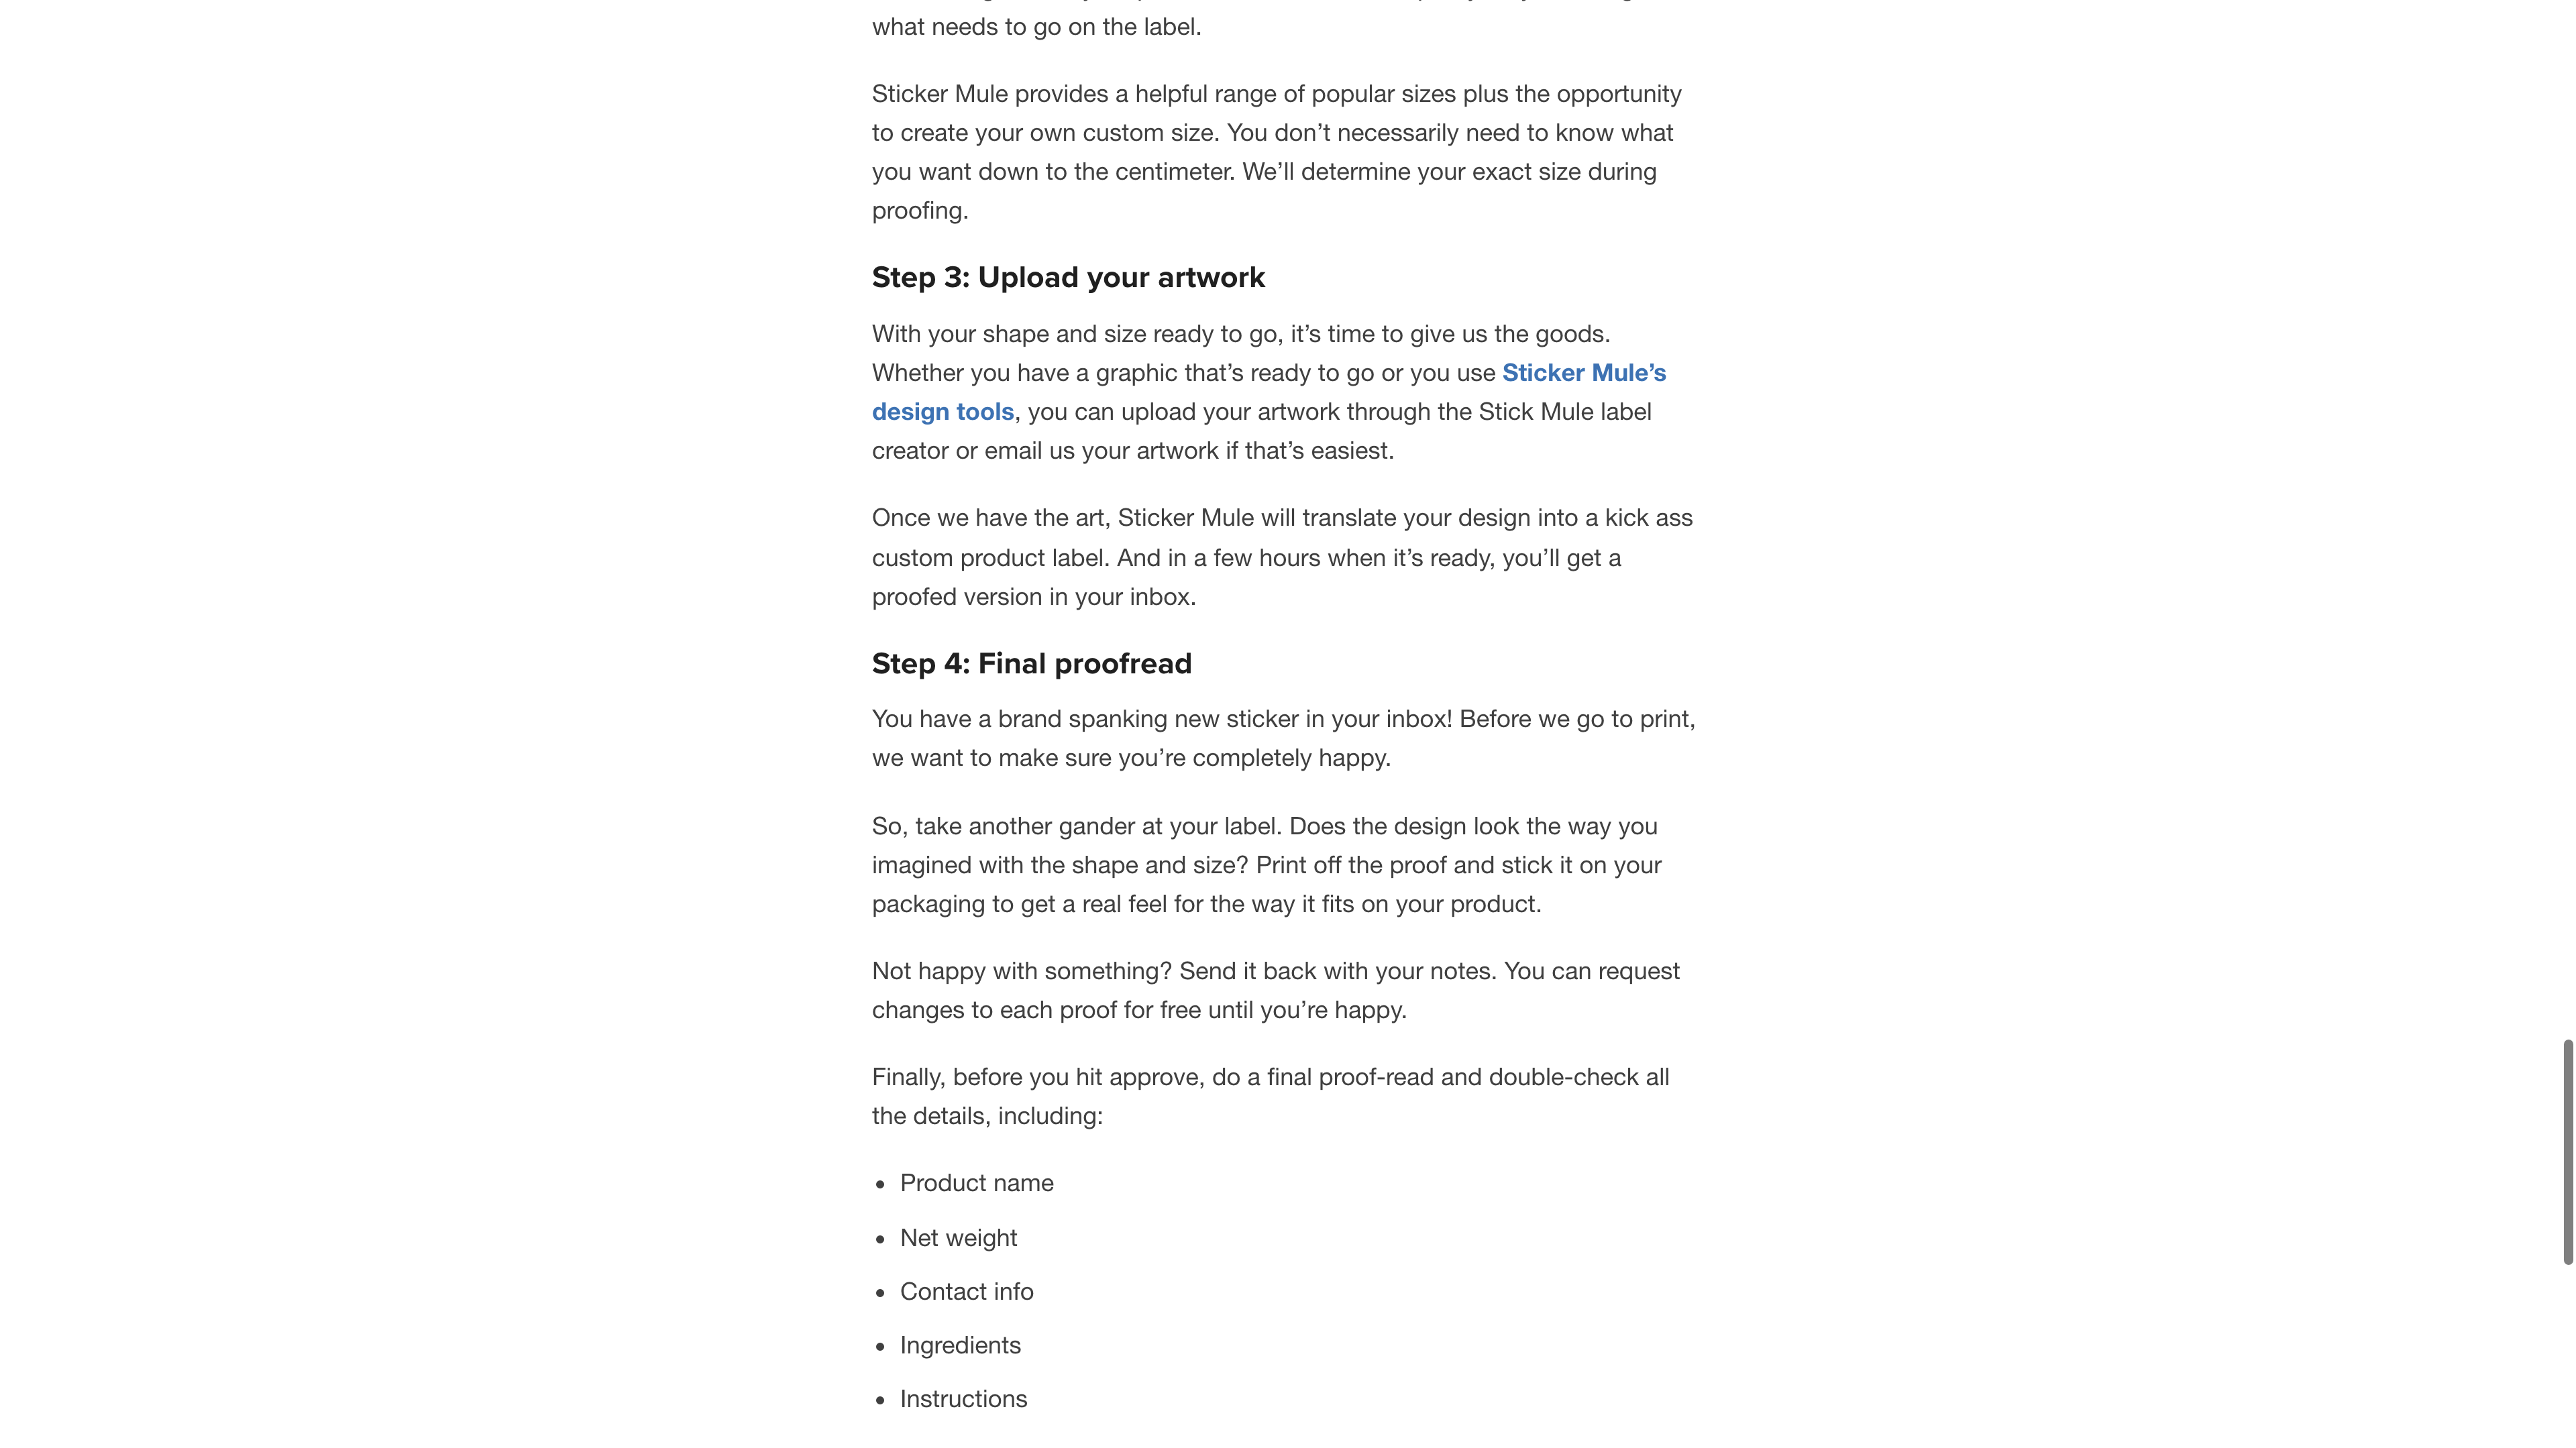 what needs to go on the label.
Sticker Mule provides a helpful range of popular sizes plus the opportunity
to create your own custom size. You don’t necessarily need to know what
you want down to the centimeter. We’ll determine your exact size during
proofing.
Step 3: Upload your artwork
With your shape and size ready to go, it’s time to give us the goods.
Whether you have a graphic that’s ready to go or you use Sticker Mule’s
design tools, you can upload your artwork through the Stick Mule label
creator or email us your artwork if that’s easiest.
Once we have the art, Sticker Mule will translate your design into a kick ass
custom product label. And in a few hours when it’s ready, you’ll get a
proofed version in your inbox.
Step 4: Final proofread
You have a brand spanking new sticker in your inbox! Before we go to print,
we want to make sure you’re completely happy.
So, take another gander at your label. Does the design look the way you
imagined with the shape and size? Print off the proof and stick it on your
packaging to get a real feel for the way it fits on your product.
Not happy with something? Send it back with your notes. You can request
changes to each proof for free until you’re happy.
Finally, before you hit approve, do a final proof-read and double-check all
the details, including:
• Product name
• Net weight
• Contact info
• Ingredients
• Instructions